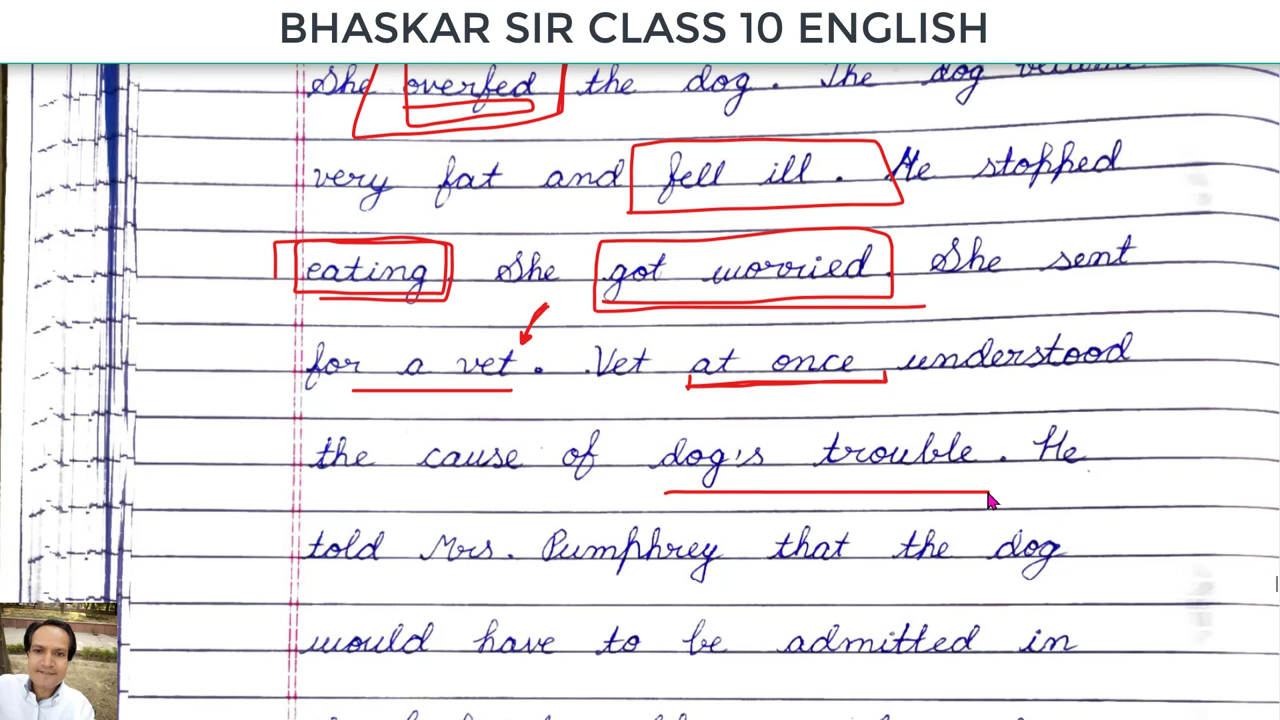 BHASKAR SIR CLASS 10 ENGLISH
She overfed the dog. The dog became
very fat and fell ill. He stopped
eating She got worried. She sent
for a vet. Vet at once understood
the cause of dog's trouble. He
told Mrs. Pumphrey that the dog
would have to be admitted in